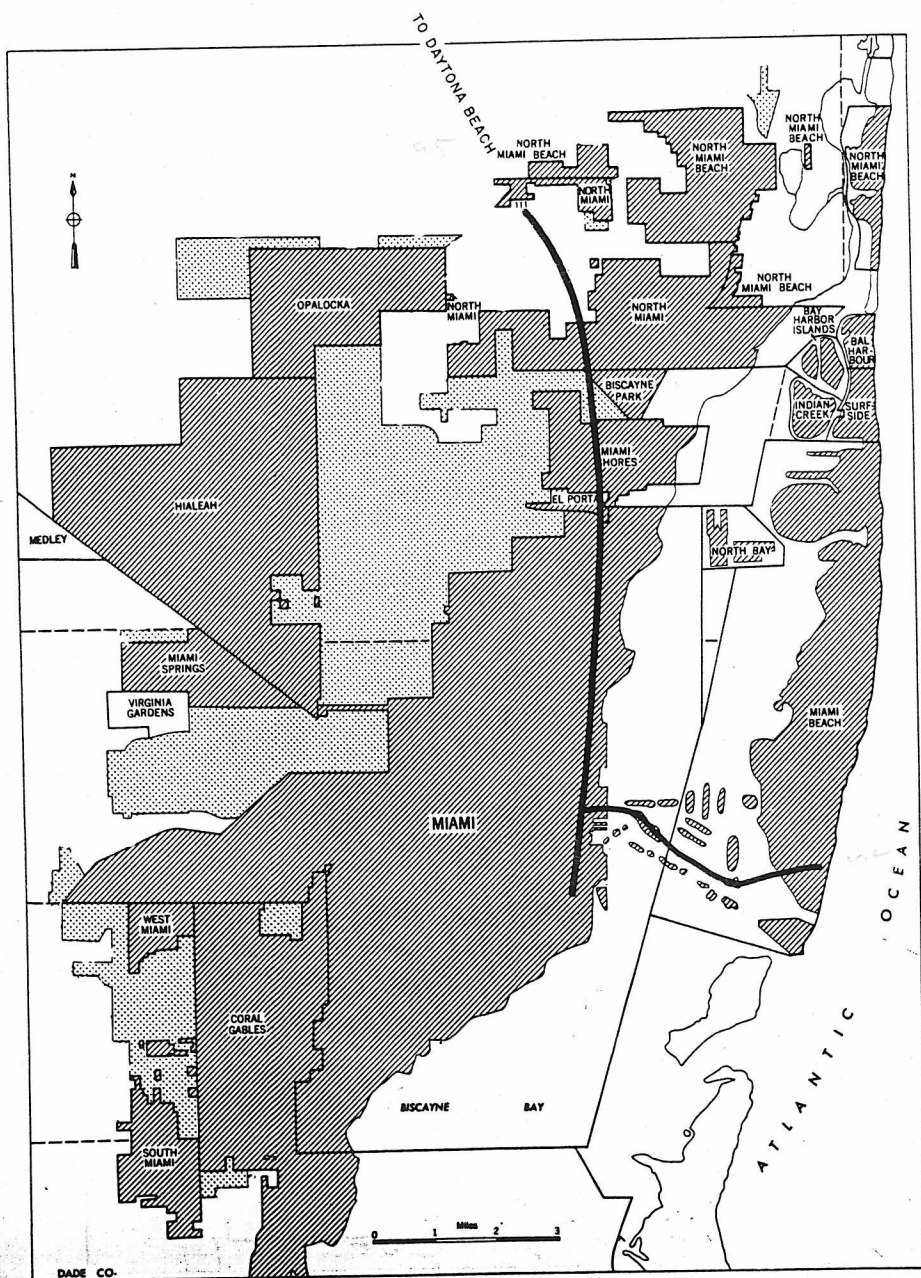 TO DAYTONA BEACH
N
NORTH
MIAMI BEACH
NORTH
MIAMI
NORTH
MIAMI
BEACH
NORTH
MIAMI
BEACH
NORTH
MIAMI
BEACH
OPALOCKA
NORTH
MIAMI
NORTH
MIAMI
NORTH
MIAMI BEACH
BAY
HARBOR
ISLANDS
BAL
HAR-
BOUR
BISCAYNE
PARK
INDIAN
CREEK
SURF-
SIDE
MIAMI
HORES
EL PORTA
HIALEAH
MEDLEY
NORTH BAY
MIAMI
SPRINGS
VIRGINIA
GARDENS
MIAMI
BEACH
MIAMI
WEST
MIAMI
CORAL
GABLES
ATLANTIC OCEAN
BISCAYNE BAY
SOUTH
MIAMI
Miles
0 1 2 3
DADE CO-